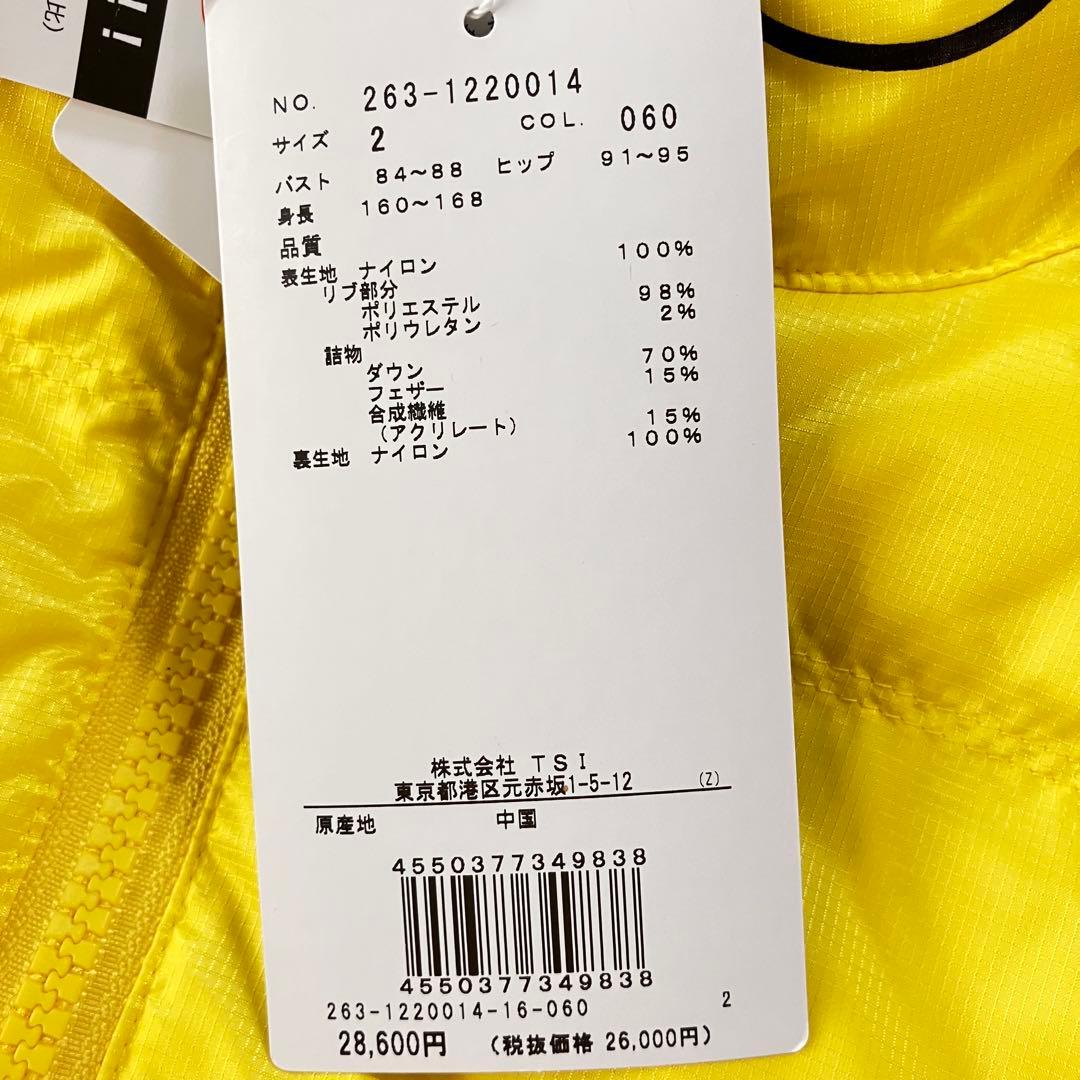 NO. 263-1220014
サイズ 2 COL. 060
バスト 84～88 ヒップ 91～95
身長 160～168
品質
表生地 ナイロン 100%
リブ部分
ポリエステル 98%
ポリウレタン 2%
詰物
ダウン 70%
フェザー 15%
合成繊維
(アクリレート) 15%
裏生地 ナイロン 100%
株式会社 TSI
東京都港区元赤坂1-5-12 (Z)
原産地 中国
4550377349838
4550377349838
263-1220014-16-060 2
28,600円 (税抜価格 26,000円)